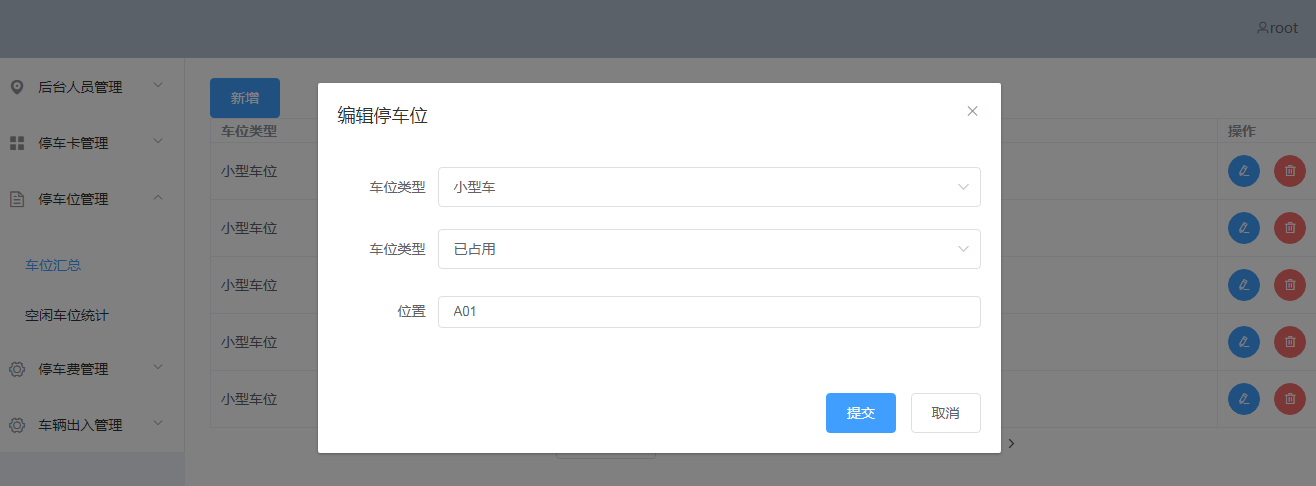 root
后台人员管理
停车卡管理
停车位管理
车位汇总
空闲车位统计
停车费管理
车辆出入管理
新增
车位类型
操作
小型车位
小型车位
小型车位
小型车位
小型车位
编辑停车位
车位类型
小型车
车位类型
已占用
位置
A01
提交
取消